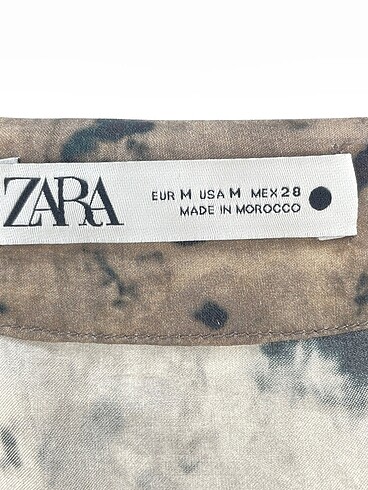 ZARA
EUR M USA M MEX 28
MADE IN MOROCCO